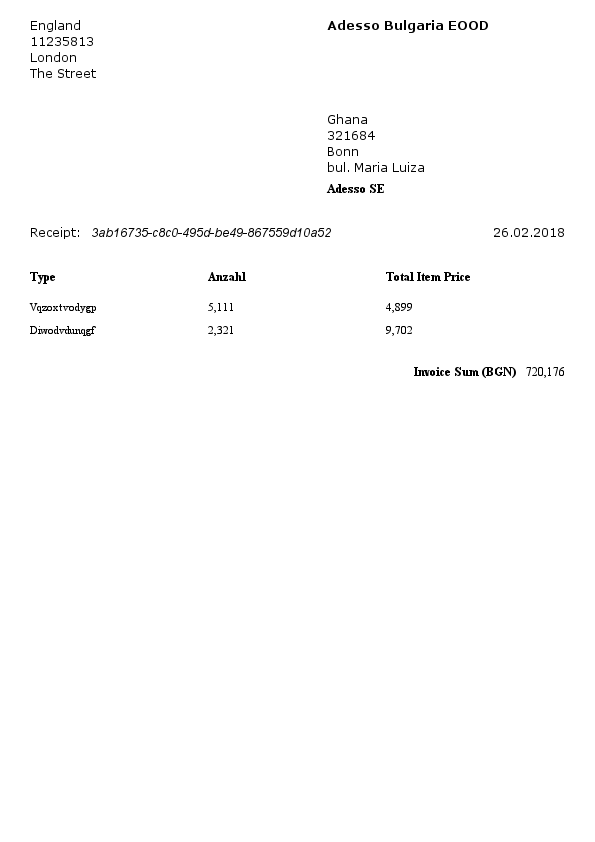 England
11235813
London
The Street
Adesso Bulgaria EOOD
Ghana
321684
Bonn
bul. Maria Luiza
Adesso SE
Receipt: 3ab16735-c8c0-495d-be49-867559d10a52 26.02.2018
Type Anzahl Total Item Price
Vqzoxtvodygp 5,111 4,899
Diwodvdunqgf 2,321 9,702
Invoice Sum (BGN) 720,176